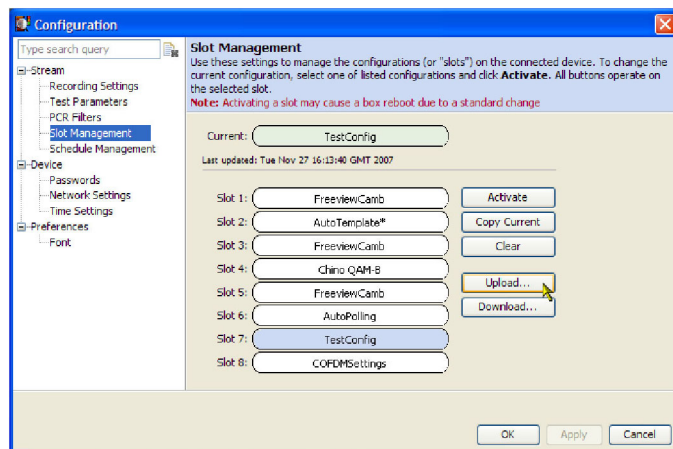 Configuration
Type search query
Stream
Recording Settings
Test Parameters
PCR Filters
Slot Management
Schedule Management
Device
Passwords
Network Settings
Time Settings
Preferences
Font
Slot Management
Use these settings to manage the configurations (or "slots") on the connected device. To change the
current configuration, select one of listed configurations and click Activate. All buttons operate on
the selected slot.
Note: Activating a slot may cause a box reboot due to a standard change
Current: TestConfig
Last updated: Tue Nov 27 16:13:40 GMT 2007
Slot 1: FreeviewCamb
Slot 2: AutoTemplate*
Slot 3: FreeviewCamb
Slot 4: Chino QAM-B
Slot 5: FreeviewCamb
Slot 6: AutoPolling
Slot 7: TestConfig
Slot 8: COFDMSettings
Activate
Copy Current
Clear
Upload...
Download...
OK Apply Cancel